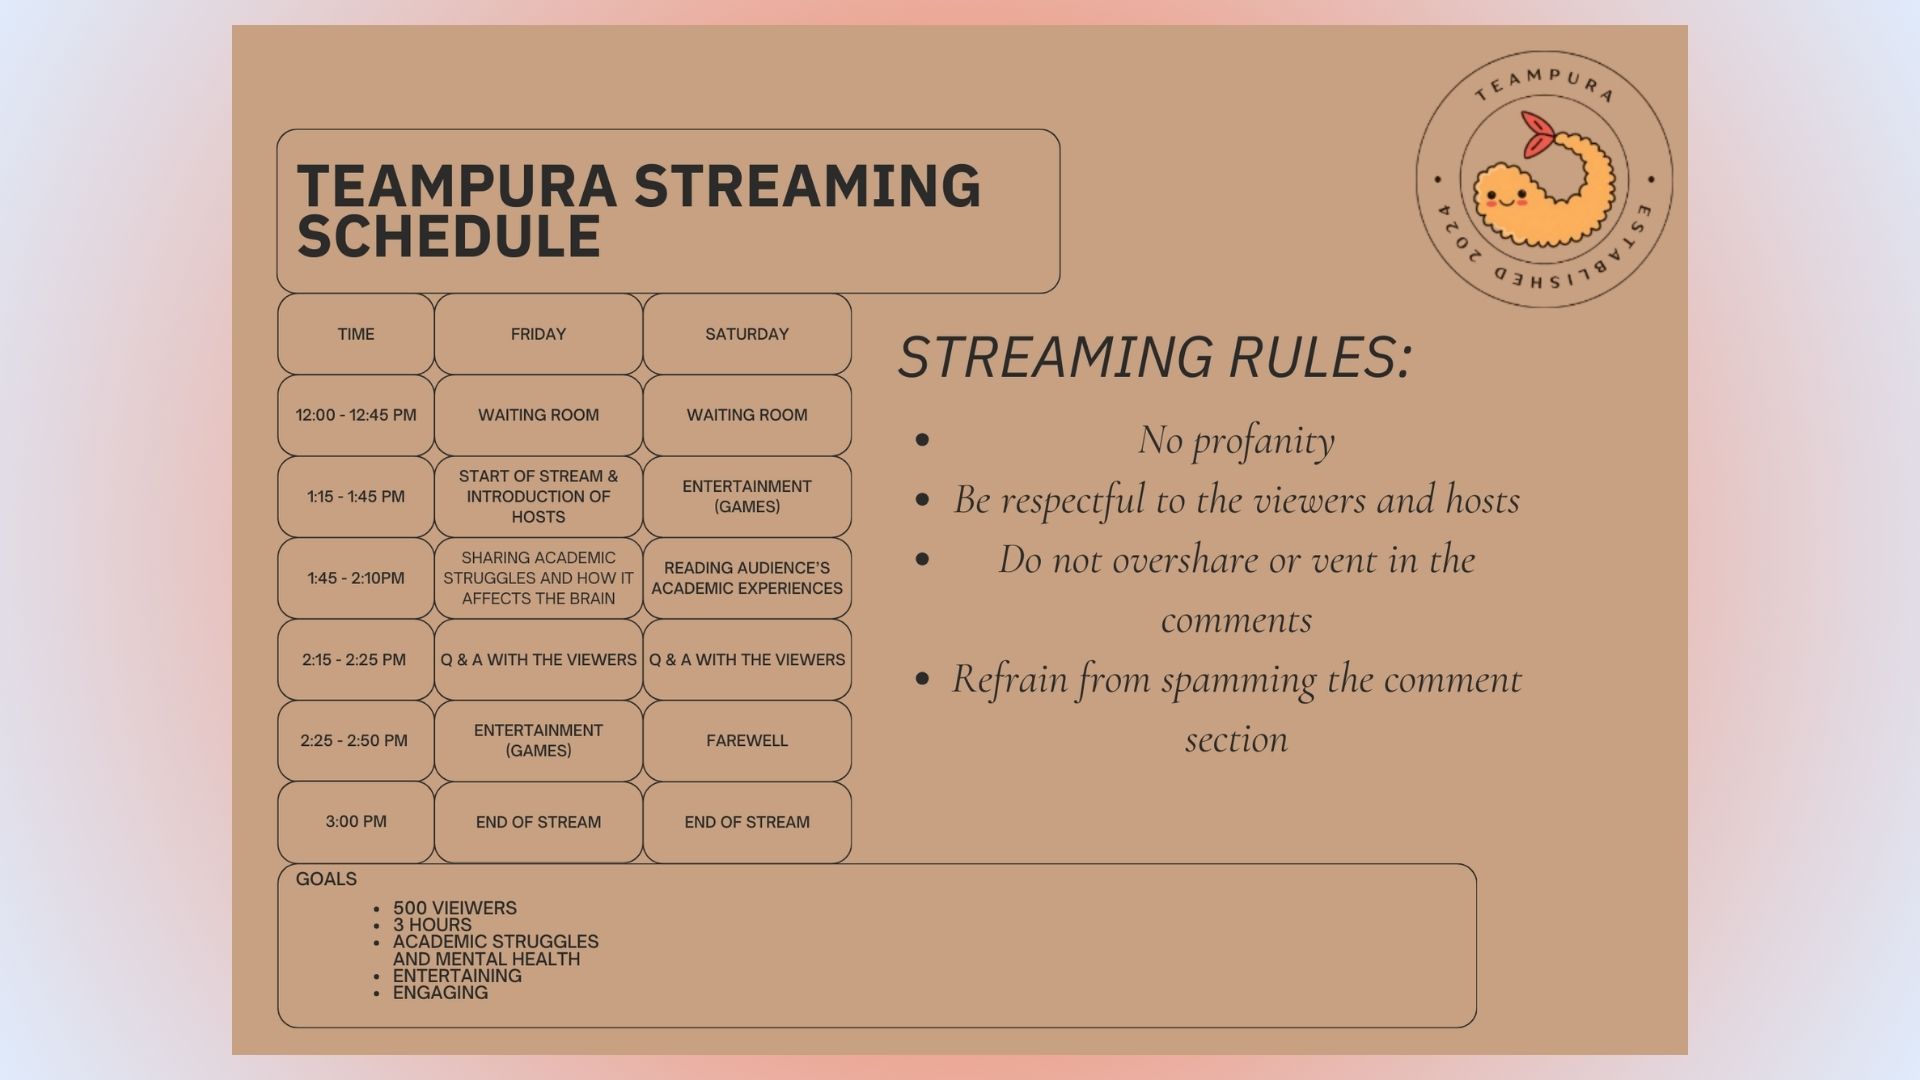 TEAMPURA
ESTABLISHED 2024
TEAMPURA STREAMING
SCHEDULE
TIME
FRIDAY
SATURDAY
12:00 - 12:45 PM
WAITING ROOM
WAITING ROOM
1:15 - 1:45 PM
START OF STREAM &
INTRODUCTION OF
HOSTS
ENTERTAINMENT
(GAMES)
1:45 - 2:10PM
SHARING ACADEMIC
STRUGGLES AND HOW IT
AFFECTS THE BRAIN
READING AUDIENCE'S
ACADEMIC EXPERIENCES
2:15 - 2:25 PM
Q & A WITH THE VIEWERS
Q & A WITH THE VIEWERS
2:25 - 2:50 PM
ENTERTAINMENT
(GAMES)
FAREWELL
3:00 PM
END OF STREAM
END OF STREAM
STREAMING RULES:
• No profanity
• Be respectful to the viewers and hosts
• Do not overshare or vent in the
comments
• Refrain from spamming the comment
section
GOALS
• 500 VIEIWERS
• 3 HOURS
• ACADEMIC STRUGGLES
AND MENTAL HEALTH
• ENTERTAINING
• ENGAGING